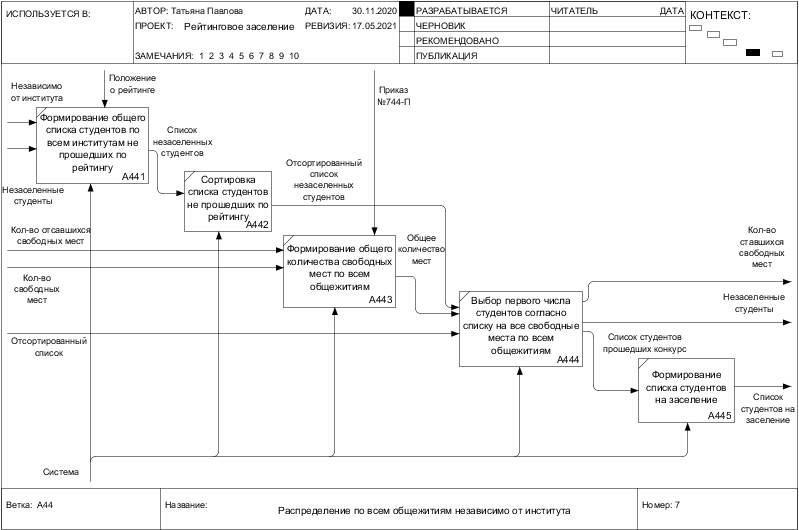 ИСПОЛЬЗУЕТСЯ В:
АВТОР: Татьяна Павлова
ДАТА: 30.11.2020
РАЗРАБАТЫВАЕТСЯ
ЧИТАТЕЛЬ
ДАТА
КОНТЕКСТ:
ПРОЕКТ: Рейтинговое заселение
РЕВИЗИЯ: 17.05.2021
ЧЕРНОВИК
РЕКОМЕНДОВАНО
ЗАМЕЧАНИЯ: 1 2 3 4 5 6 7 8 9 10
ПУБЛИКАЦИЯ
Независимо
от института
Положение
о рейтинге
Приказ
№744-П
Формирование общего
списка студентов по
всем институтам не
прошедших по
рейтингу
A441
Список
незаселенных
студентов
Незаселенные
студенты
Сортировка
списка студентов
не прошедших по
рейтингу
A442
Отсортированный
список
незаселенных
студентов
Кол-во отсавшихся
свободных мест
Кол-во
свободных
мест
Формирование общего
количества свободных
мест по всем
общежитиям
A443
Общее
количество
мест
Кол-во
ставшихся
свободных
мест
Незаселенные
студенты
Выбор первого числа
студентов согласно
списку на все свободные
места по всем
общежитиям
A444
Отсортированный
список
Список студентов
прошедших конкурс
Формирование
списка студентов
на заселение
A445
Список
студентов на
заселение
Система
Ветка: A44
Название:
Распределение по всем общежитиям независимо от института
Номер: 7